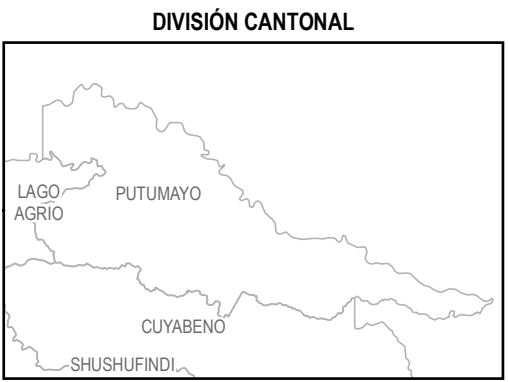 DIVISIÓN CANTONAL
LAGO
AGRIO
PUTUMAYO
CUYABENO
SHUSHUFINDI